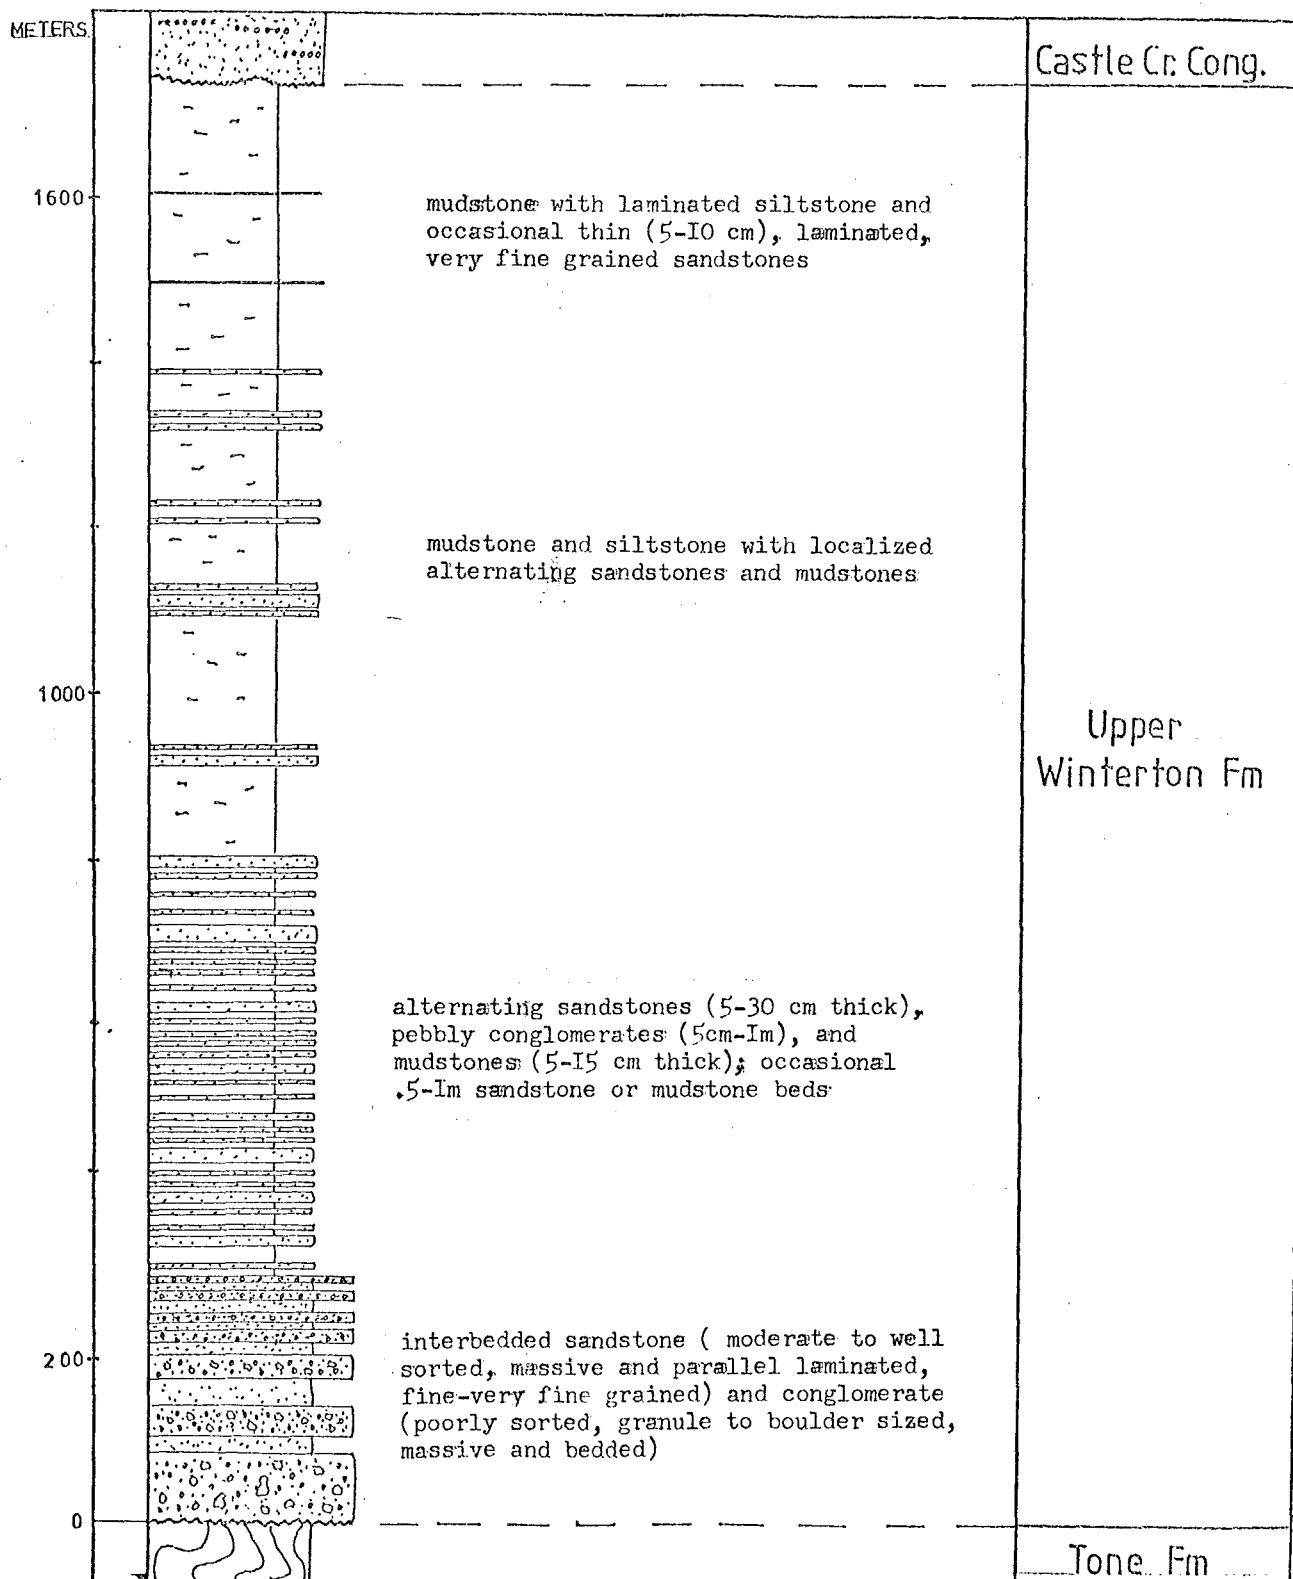 METERS
Castle Cr. Cong.
1600
mudstone with laminated siltstone and
occasional thin (5-I0 cm), laminated,
very fine grained sandstones
mudstone and siltstone with localized
alternating sandstones and mudstones
1000
Upper
Winterton Fm
alternating sandstones (5-30 cm thick),
pebbly conglomerates (5cm-Im), and
mudstones (5-I5 cm thick); occasional
.5-Im sandstone or mudstone beds
200
interbedded sandstone ( moderate to well
sorted, massive and parallel laminated,
fine-very fine grained) and conglomerate
(poorly sorted, granule to boulder sized,
massive and bedded)
0
Tone Fm